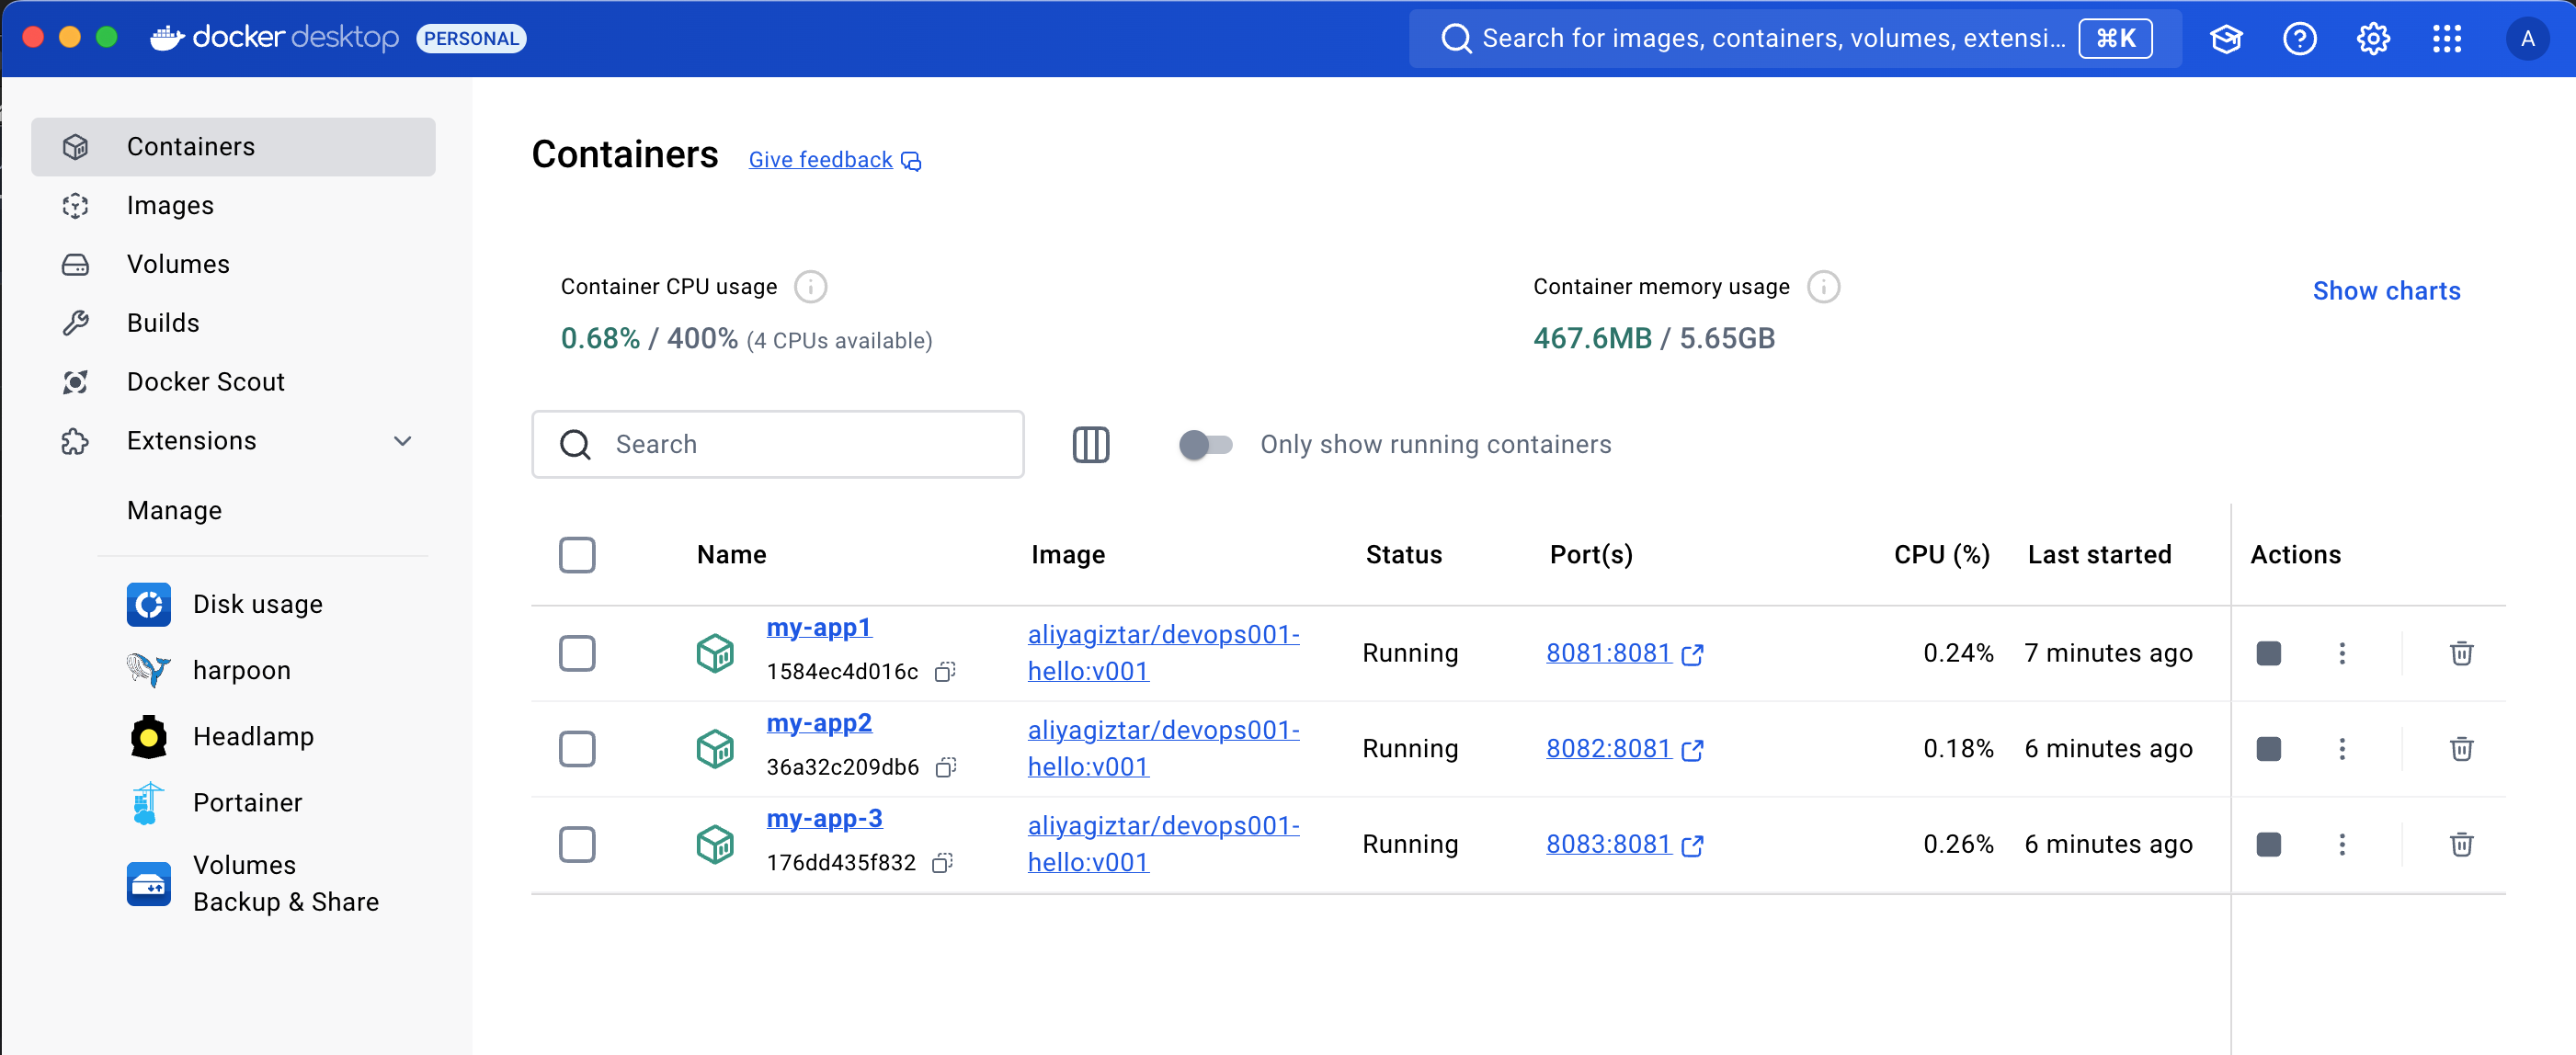 docker desktop PERSONAL
Search for images, containers, volumes, extensi... ⌘K
A
Containers
Images
Volumes
Builds
Docker Scout
Extensions
Manage
Disk usage
harpoon
Headlamp
Portainer
Volumes
Backup & Share
Containers Give feedback
Container CPU usage
0.68% / 400% (4 CPUs available)
Container memory usage
467.6MB / 5.65GB
Show charts
Search
Only show running containers
Name Image Status Port(s) CPU (%) Last started Actions
my-app1
1584ec4d016c
aliyagiztar/devops001-
hello:v001
Running 8081:8081 0.24% 7 minutes ago
my-app2
36a32c209db6
aliyagiztar/devops001-
hello:v001
Running 8082:8081 0.18% 6 minutes ago
my-app-3
176dd435f832
aliyagiztar/devops001-
hello:v001
Running 8083:8081 0.26% 6 minutes ago